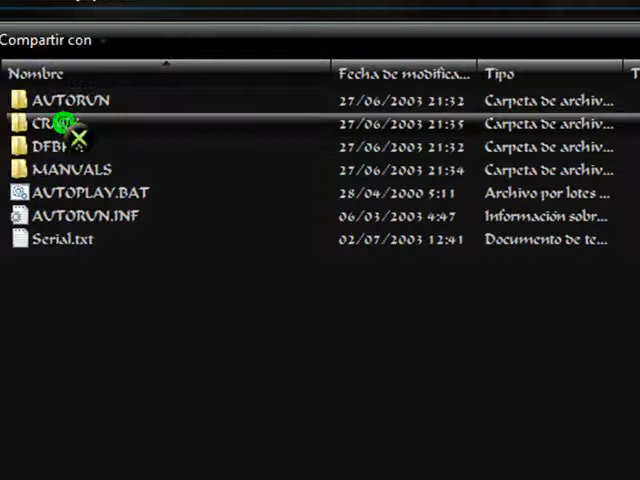 Compartir con
Nombre Fecha de modifica... Tipo T
AUTORUN 27/06/2003 21:32 Carpeta de archiv...
27/06/2003 21:35 Carpeta de archiv...
27/06/2003 21:32 Carpeta de archiv...
MANUALS 27/06/2003 21:34 Carpeta de archiv...
AUTOPLAY.BAT 28/04/2000 5:11 Archivo por lotes ...
AUTORUN.INF 06/03/2003 4:47 Información sobr...
Serial.txt 02/07/2003 12:41 Documento de te...